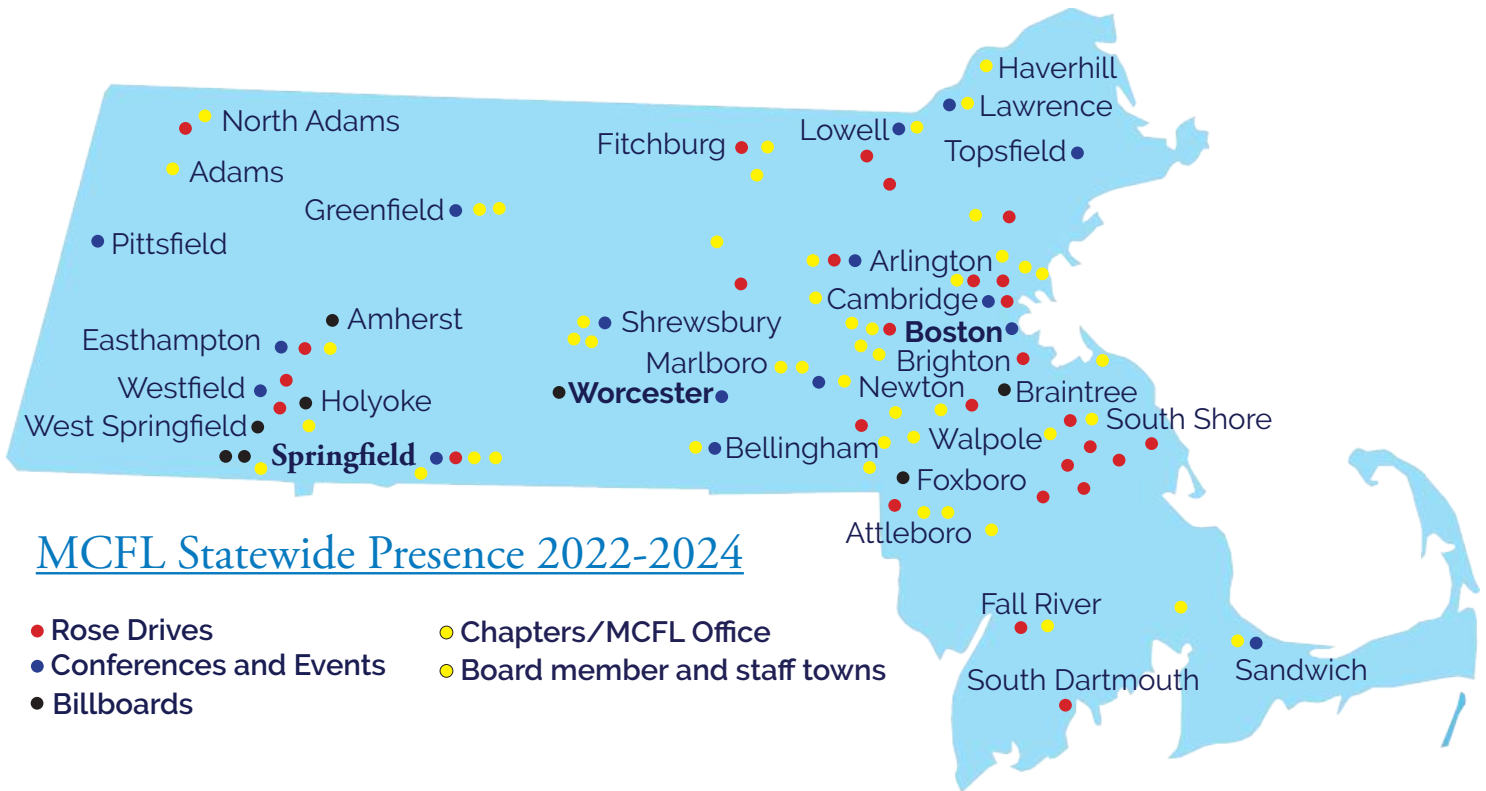 Haverhill
Lawrence
North Adams
Lowell
Fitchburg
Topsfield
Adams
Greenfield
Pittsfield
Arlington
Cambridge
Amherst
Shrewsbury
Boston
Easthampton
Marlboro
Brighton
Westfield
Newton
Worcester
Braintree
Holyoke
West Springfield
South Shore
Walpole
Springfield
Bellingham
Foxboro
Attleboro
MCFL Statewide Presence 2022-2024
Fall River
Rose Drives
Chapters/MCFL Office
Conferences and Events
Board member and staff towns
Sandwich
South Dartmouth
Billboards